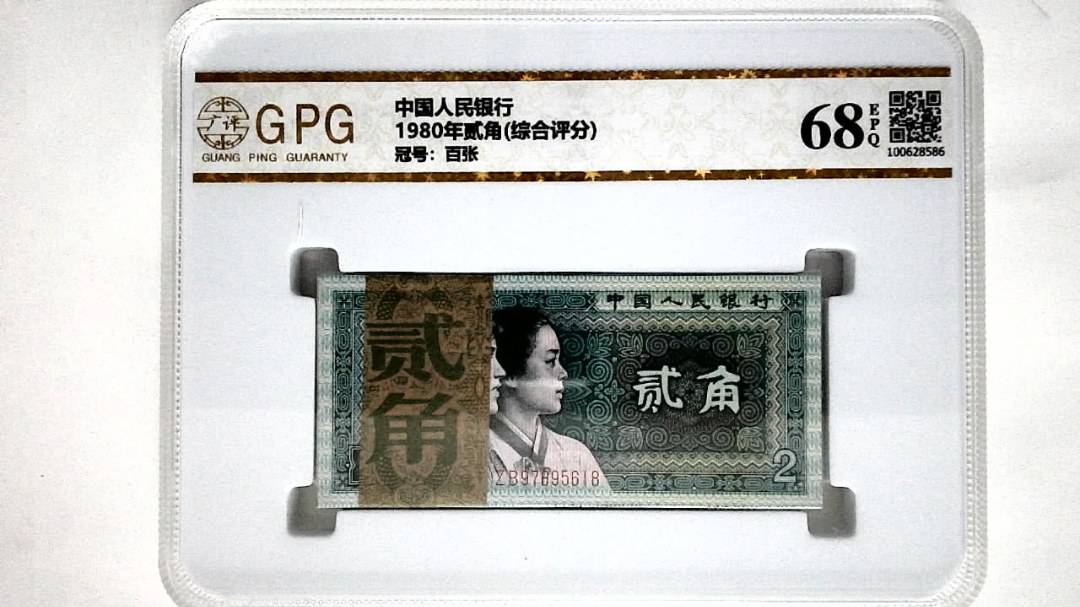 广评
GPG
GUANG PING GUARANTY
中国人民银行
1980年贰角(综合评分)
冠号：百张
68
EPQ
100628586
中国人民银行
贰角
贰角
2